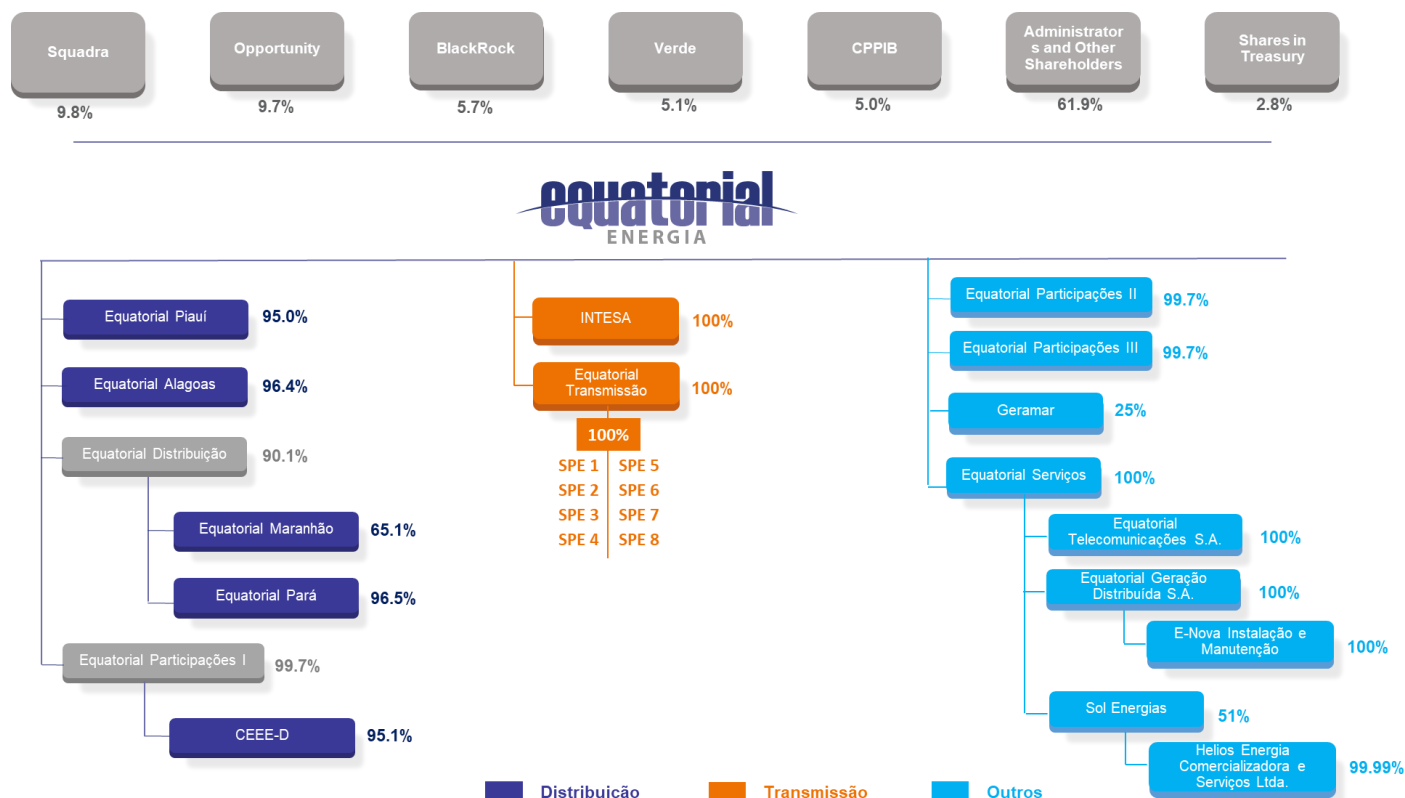 Squadra
9.8%
Opportunity
9.7%
BlackRock
5.7%
Verde
5.1%
CPPIB
5.0%
Administrator
s and Other
Shareholders
61.9%
Shares in
Treasury
2.8%
equatorial
ENERGIA
Equatorial Piauí
95.0%
Equatorial Alagoas
96.4%
Equatorial Distribuição
90.1%
Equatorial Maranhão
65.1%
Equatorial Pará
96.5%
Equatorial Participações I
99.7%
CEEE-D
95.1%
INTESA
100%
Equatorial
Transmissão
100%
100%
SPE 1 SPE 5
SPE 2 SPE 6
SPE 3 SPE 7
SPE 4 SPE 8
Equatorial Participações II
99.7%
Equatorial Participações III
99.7%
Geramar
25%
Equatorial Serviços
100%
Equatorial
Telecomunicações S.A.
100%
Equatorial Geração
Distribuída S.A.
100%
E-Nova Instalação e
Manutenção
100%
Sol Energias
51%
Helios Energia
Comercializadora e
Serviços Ltda.
99.99%
Distribuição
Transmissão
Outros